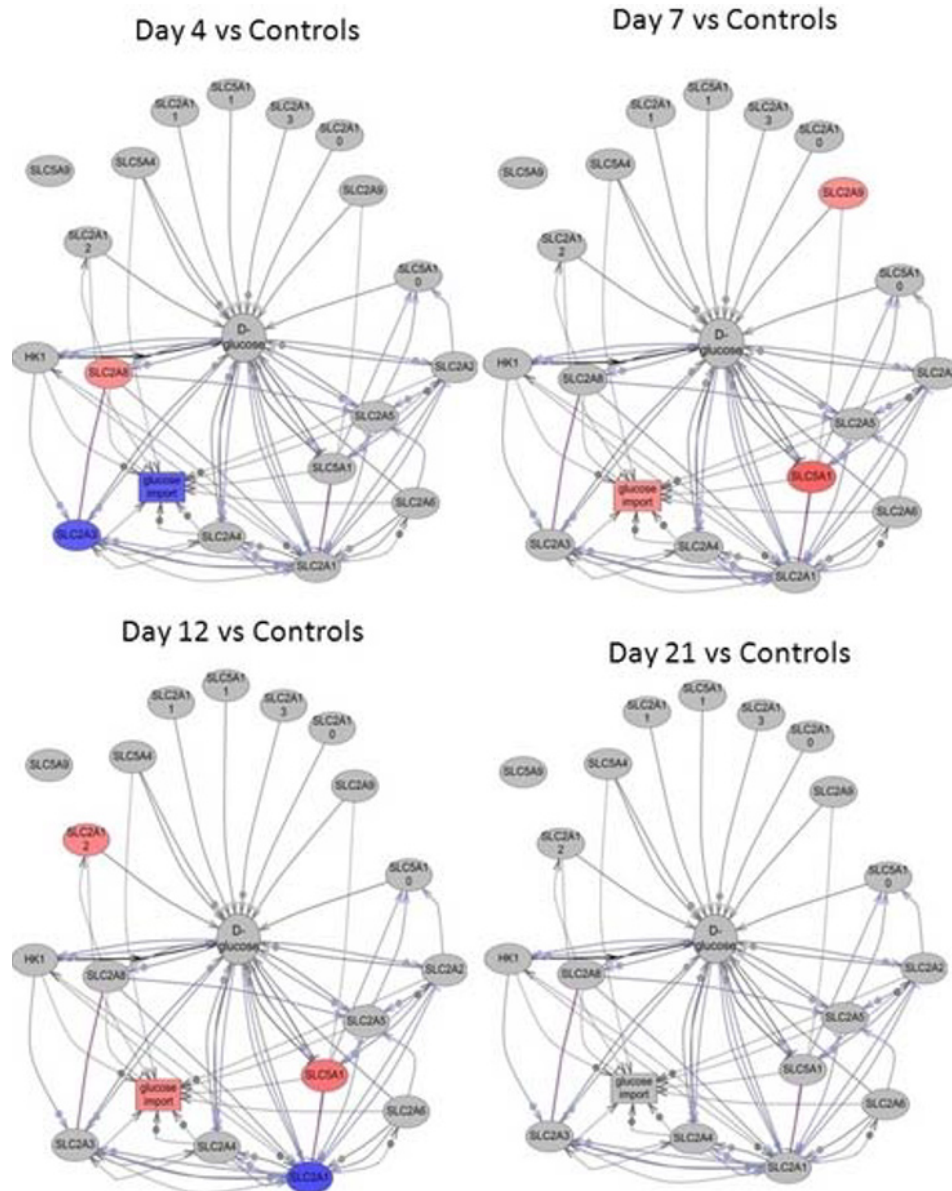 Day 4 vs Controls
SLC5A1
1
SLC2A1
1
SLC2A1
3
SLC2A1
0
SLC5A9
SLC5A4
SLC2A9
SLC2A1
2
SLC5A1
0
D-
glucose
HK1
SLC2A8
SLC2A2
SLC2A5
SLC5A1
glucose
import
SLC2A6
SLC2A3
SLC2A4
SLC2A1
Day 7 vs Controls
SLC5A1
1
SLC2A1
1
SLC2A1
3
SLC2A1
0
SLC5A9
SLC5A4
SLC2A9
SLC2A1
2
SLC5A1
0
D-
glucose
HK1
SLC2A8
SLC2A2
SLC2A5
SLC5A1
glucose
import
SLC2A6
SLC2A3
SLC2A4
SLC2A1
Day 12 vs Controls
SLC5A1
1
SLC2A1
1
SLC2A1
3
SLC2A1
0
SLC5A9
SLC5A4
SLC2A9
SLC2A1
2
SLC5A1
0
D-
glucose
HK1
SLC2A8
SLC2A2
SLC2A5
SLC5A1
glucose
import
SLC2A6
SLC2A3
SLC2A4
SLC2A1
Day 21 vs Controls
SLC5A1
1
SLC2A1
1
SLC2A1
3
SLC2A1
0
SLC5A9
SLC5A4
SLC2A9
SLC2A1
2
SLC5A1
0
D-
glucose
HK1
SLC2A8
SLC2A2
SLC2A5
SLC5A1
glucose
import
SLC2A6
SLC2A3
SLC2A4
SLC2A1